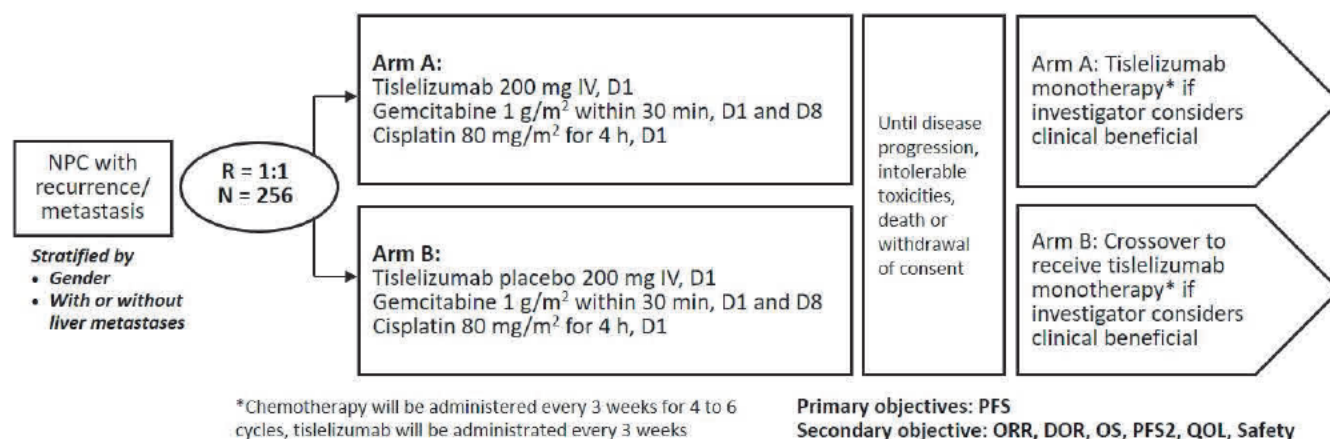 NPC with
recurrence/
metastasis
Stratified by
• Gender
• With or without
liver metastases
R = 1:1
N = 256
Arm A:
Tislelizumab 200 mg IV, D1
Gemcitabine 1 g/m² within 30 min, D1 and D8
Cisplatin 80 mg/m² for 4 h, D1
Arm B:
Tislelizumab placebo 200 mg IV, D1
Gemcitabine 1 g/m² within 30 min, D1 and D8
Cisplatin 80 mg/m² for 4 h, D1
Until disease
progression,
intolerable
toxicities,
death or
withdrawal
of consent
Arm A: Tislelizumab
monotherapy* if
investigator considers
clinical beneficial
Arm B: Crossover to
receive tislelizumab
monotherapy* if
investigator considers
clinical beneficial
*Chemotherapy will be administered every 3 weeks for 4 to 6
cycles, tislelizumab will be administrated every 3 weeks
Primary objectives: PFS
Secondary objective: ORR, DOR, OS, PFS2, QOL, Safety